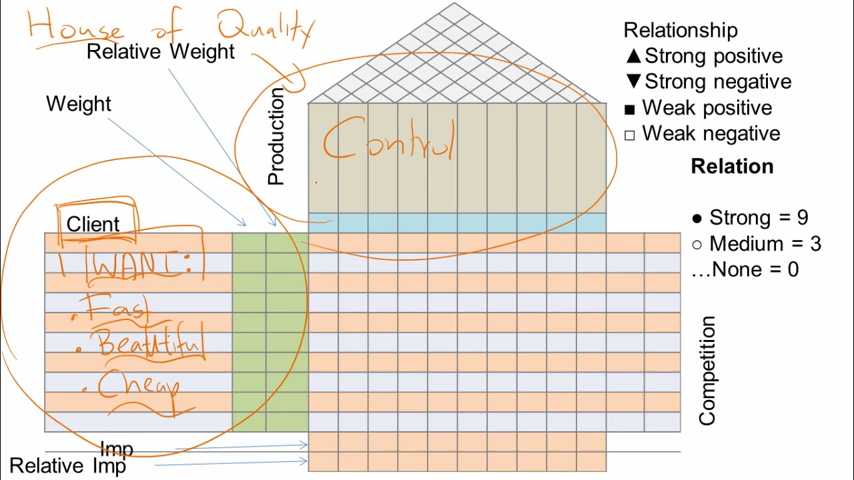 House of Quality
Relative Weight
Weight
Production
Control
Client
I WANT:
. Fast
. Beautiful
. Cheap
Imp
Relative Imp
Relationship
▲Strong positive
▼Strong negative
■ Weak positive
□ Weak negative
Relation
● Strong = 9
○ Medium = 3
...None = 0
Competition